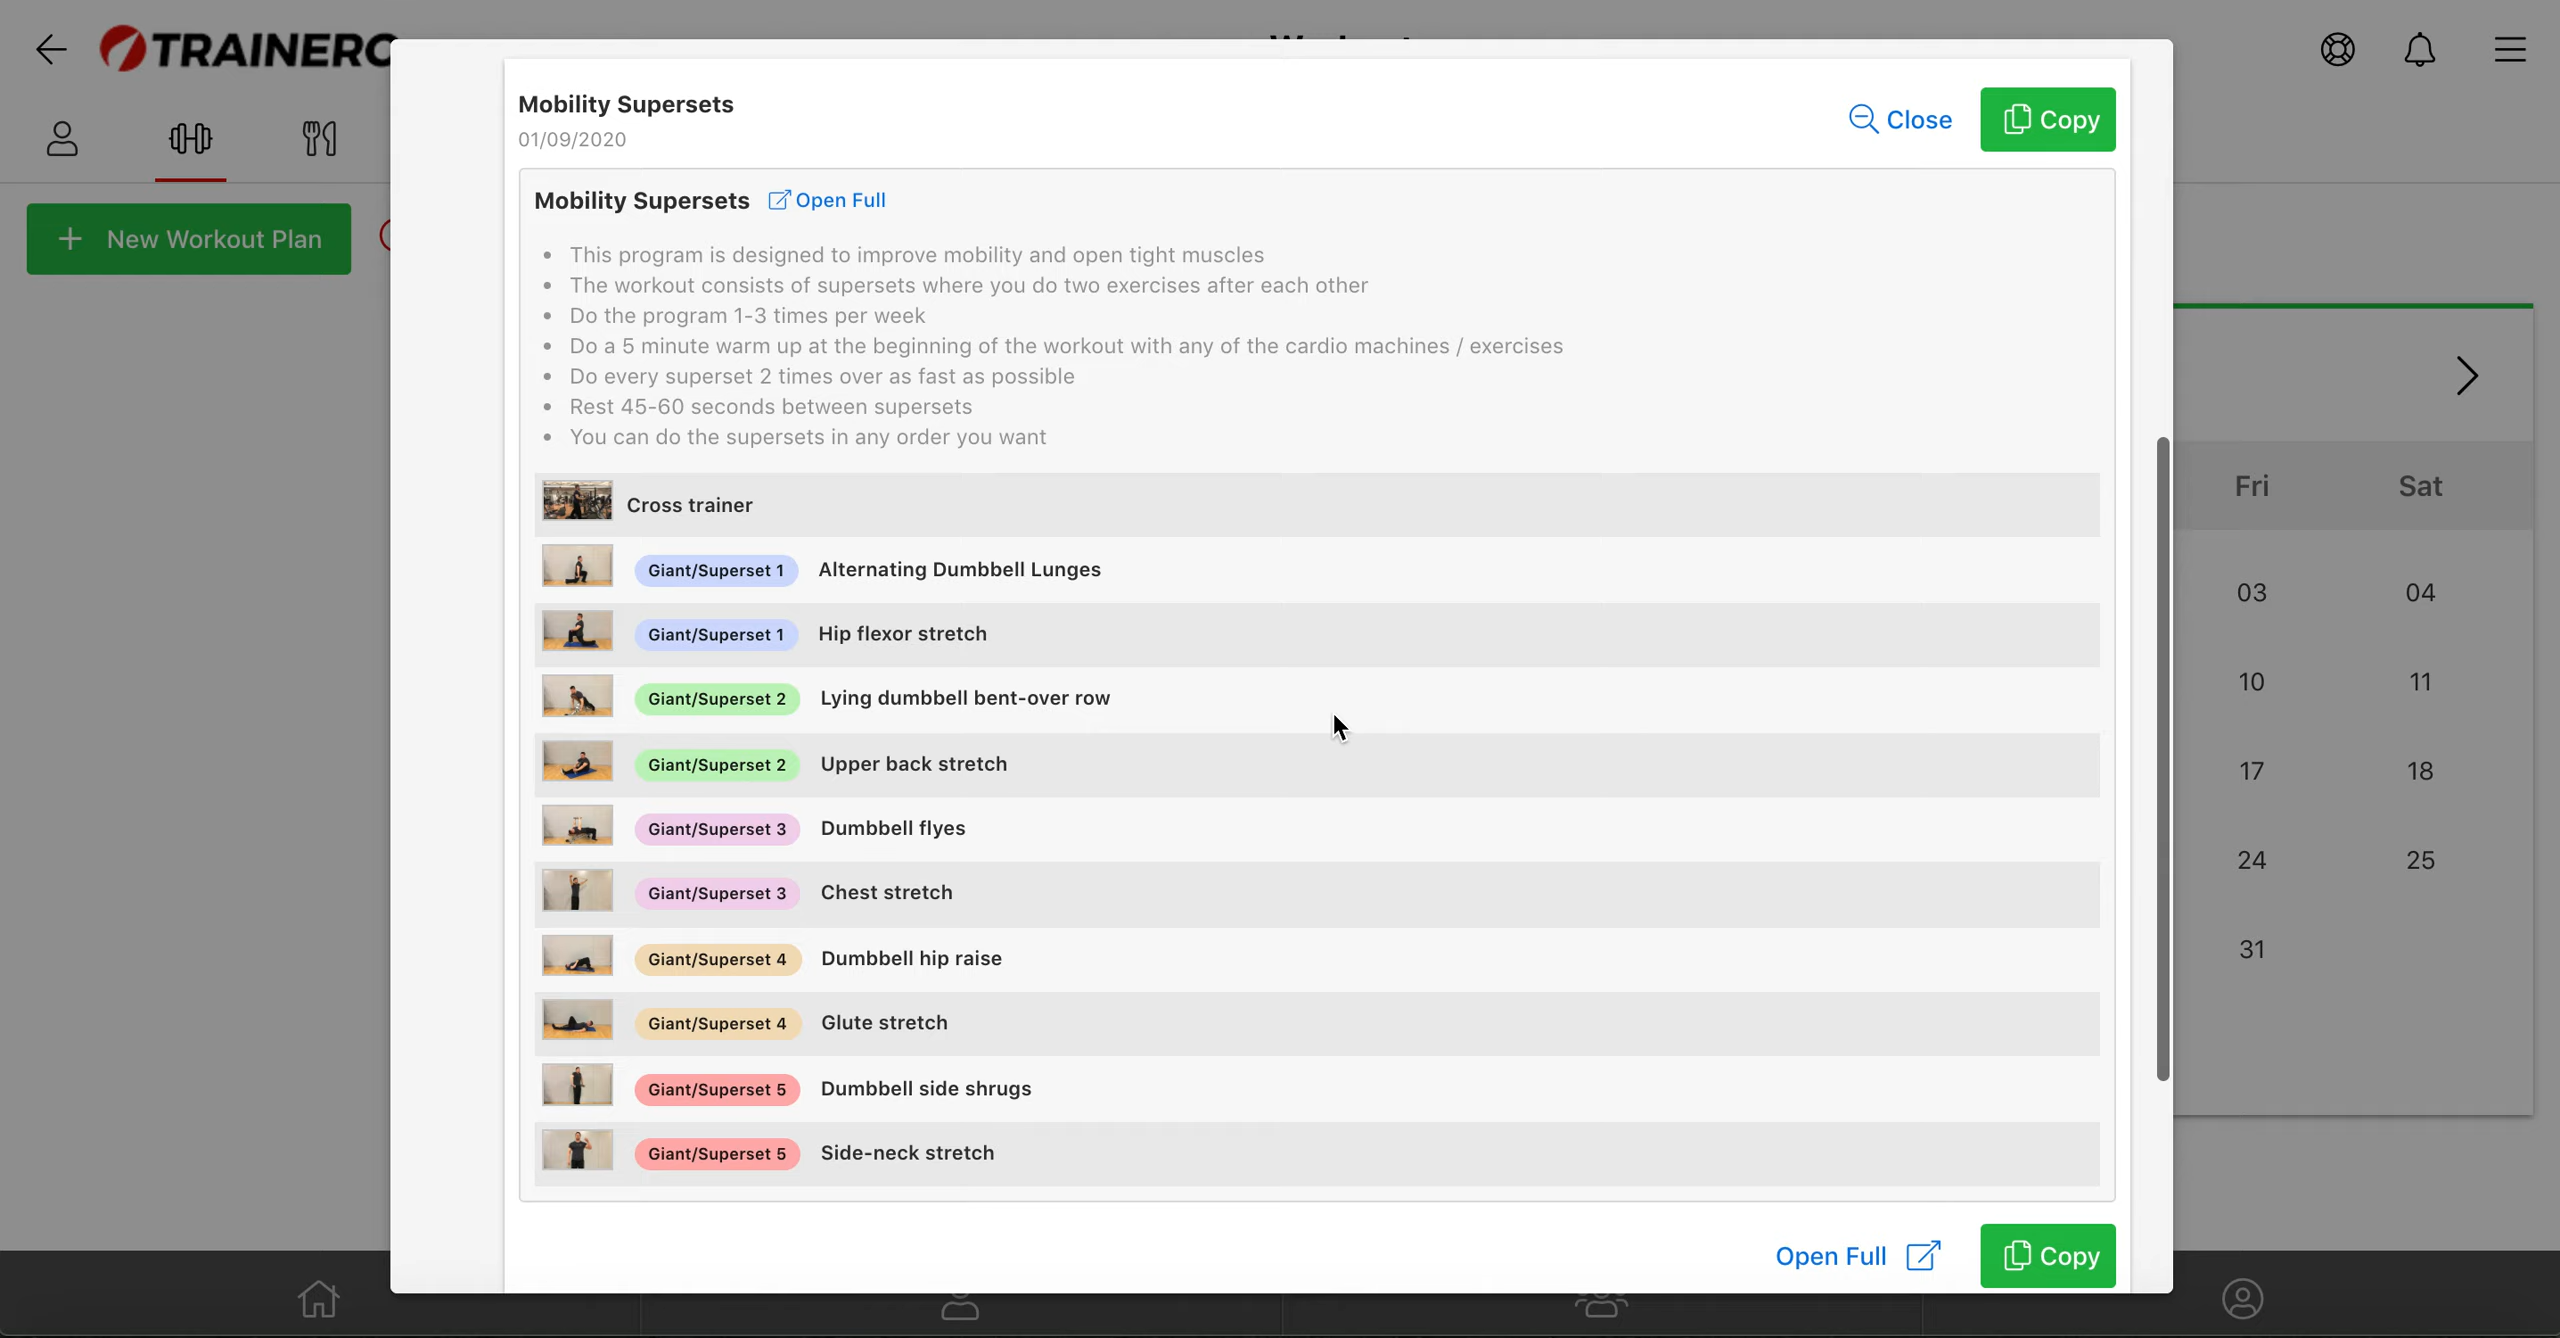 TRAINERO
Mobility Supersets
01/09/2020
Close
Copy
New Workout Plan
Mobility Supersets Open Full
• This program is designed to improve mobility and open tight muscles
• The workout consists of supersets where you do two exercises after each other
• Do the program 1-3 times per week
• Do a 5 minute warm up at the beginning of the workout with any of the cardio machines / exercises
• Do every superset 2 times over as fast as possible
• Rest 45-60 seconds between supersets
• You can do the supersets in any order you want
Cross trainer
Giant/Superset 1 Alternating Dumbbell Lunges
Giant/Superset 1 Hip flexor stretch
Giant/Superset 2 Lying dumbbell bent-over row
Giant/Superset 2 Upper back stretch
Giant/Superset 3 Dumbbell flyes
Giant/Superset 3 Chest stretch
Giant/Superset 4 Dumbbell hip raise
Giant/Superset 4 Glute stretch
Giant/Superset 5 Dumbbell side shrugs
Giant/Superset 5 Side-neck stretch
Open Full
Copy
Fri Sat
03 04
10 11
17 18
24 25
31